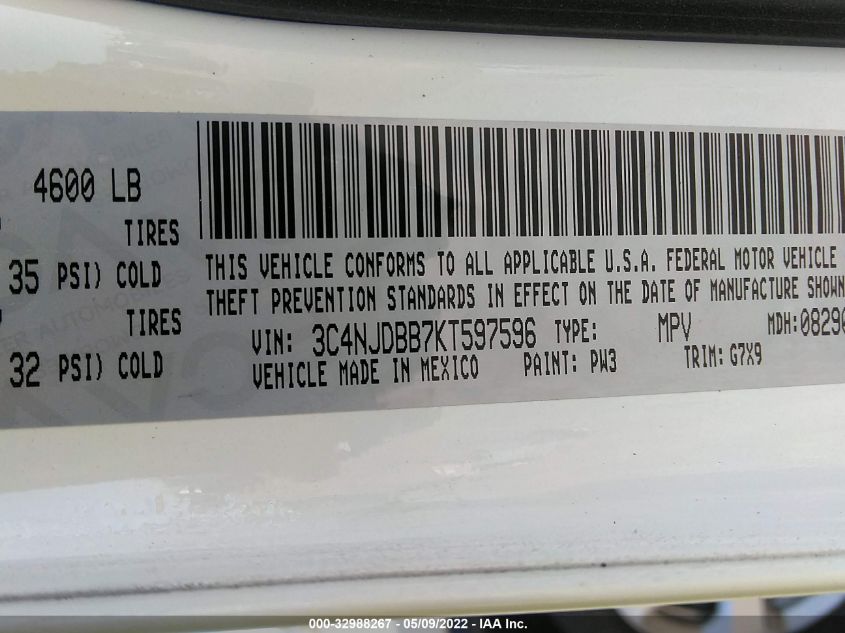 4600 LB
TIRES
35 PSI) COLD
TIRES
32 PSI) COLD
THIS VEHICLE CONFORMS TO ALL APPLICABLE U.S.A. FEDERAL MOTOR VEHICLE
THEFT PREVENTION STANDARDS IN EFFECT ON THE DATE OF MANUFACTURE SHOWN
VIN: 3C4NJDBB7KT597596 TYPE: MPV MDH:08290
VEHICLE MADE IN MEXICO PAINT: PW3 TRIM: G7X9
000-32988267 - 05/09/2022 - IAA Inc.